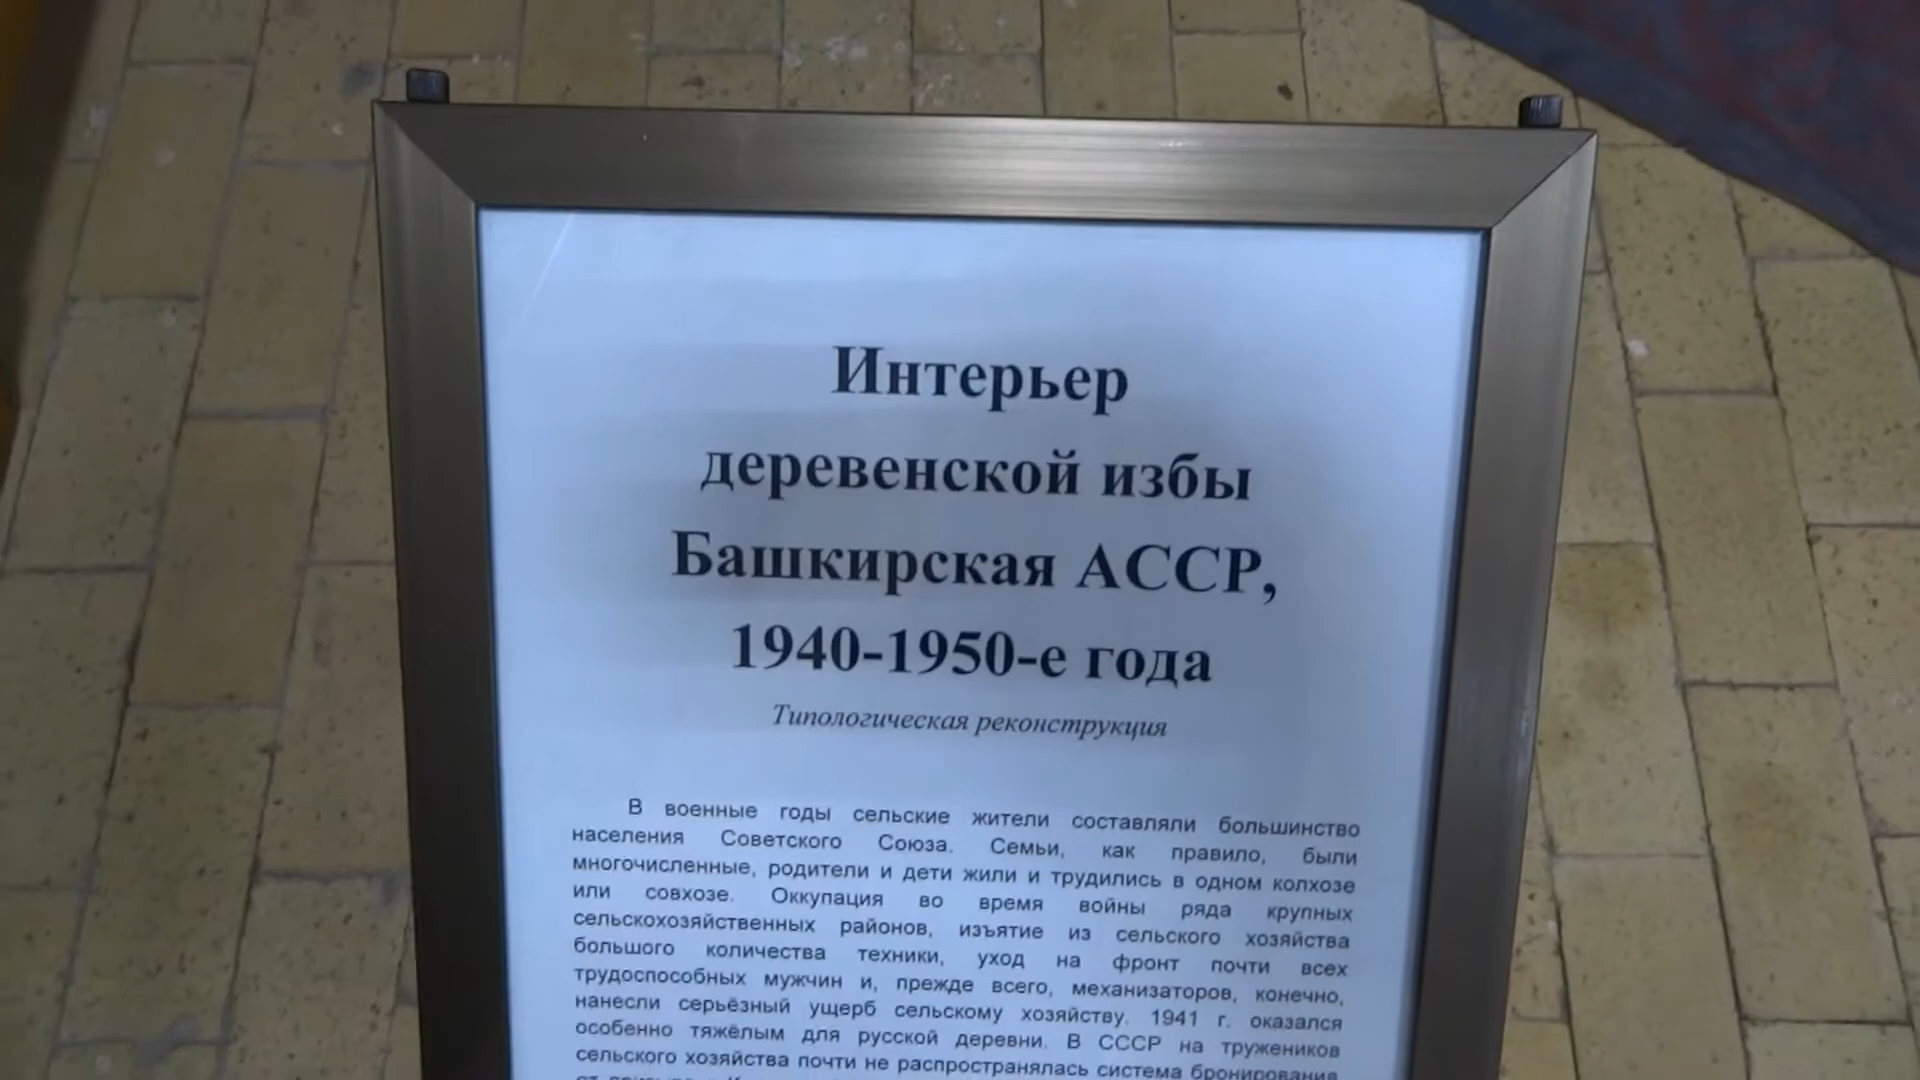 Интерьер
деревенской избы
Башкирская АССР,
1940-1950-е года
Типологическая реконструкция
В военные годы сельские жители составляли большинство
населения Советского Союза. Семьи, как правило, были
многочисленные, родители и дети жили и трудились в одном колхозе
или совхозе. Оккупация во время войны ряда крупных
сельскохозяйственных районов, изъятие из сельского хозяйства
большого количества техники, уход на фронт почти всех
трудоспособных мужчин и, прежде всего, механизаторов, конечно,
нанесли серьёзный ущерб сельскому хозяйству. 1941 г. оказался
особенно тяжёлым для русской деревни. В СССР на тружеников
сельского хозяйства почти не распространялась система бронирования